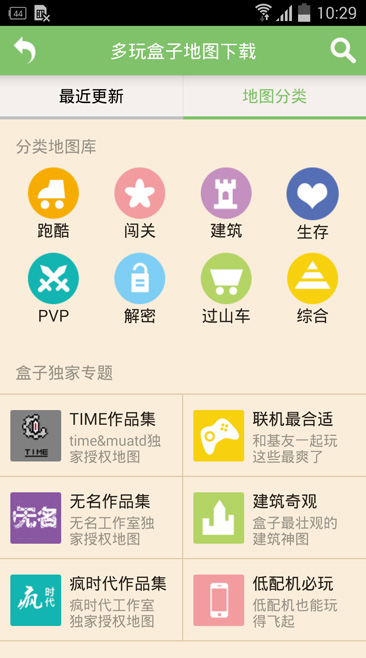 44
10:29
多玩盒子地图下载
最近更新
地图分类
分类地图库
跑酷
闯关
建筑
生存
PVP
解密
过山车
综合
盒子独家专题
TIME
TIME作品集
time&muatd独
家授权地图
联机最合适
和基友一起玩
这些最爽了
无名
无名作品集
无名工作室独
家授权地图
建筑奇观
盒子最壮观的
建筑神图
疯时代
疯时代作品集
疯时代工作室
独家授权地图
低配机必玩
低配机也能玩
得飞起